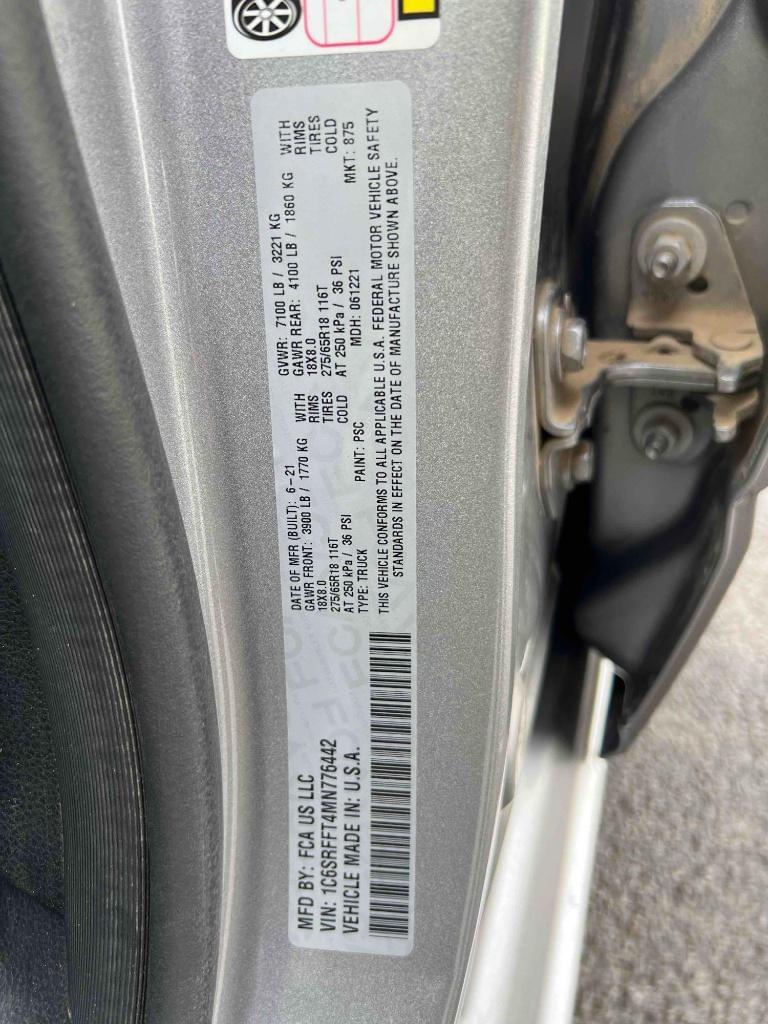 MFD BY: FCA US LLC
VIN: 1C6SRFFT4MN776442
VEHICLE MADE IN: U.S.A.
DATE OF MFR (BUILT): 6-21
GAWR FRONT: 3900 LB / 1770 KG WITH
18X8.0 RIMS
275/65R18 116T TIRES
AT 250 kPa / 36 PSI COLD
TYPE: TRUCK PAINT: PSC
GVWR: 7100 LB / 3221 KG
GAWR REAR: 4100 LB / 1860 KG WITH
18X8.0 RIMS
275/65R18 116T TIRES
AT 250 kPa / 36 PSI COLD
MDH: 061221 MKT: 875
THIS VEHICLE CONFORMS TO ALL APPLICABLE U.S.A. FEDERAL MOTOR VEHICLE SAFETY
STANDARDS IN EFFECT ON THE DATE OF MANUFACTURE SHOWN ABOVE.